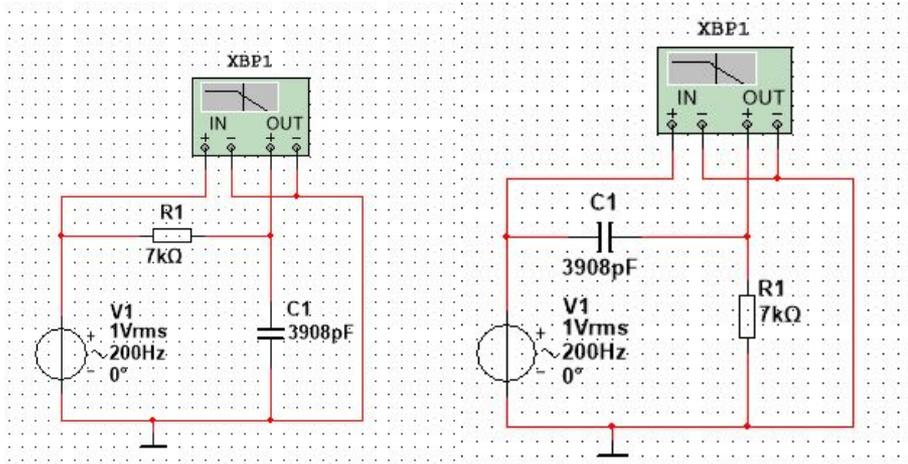 XBP1
IN OUT
+ − + −
R1
7kΩ
C1
3908pF
V1
1Vrms
200Hz
0°
+
−
XBP1
IN OUT
+ − + −
C1
3908pF
R1
7kΩ
V1
1Vrms
200Hz
0°
+
−